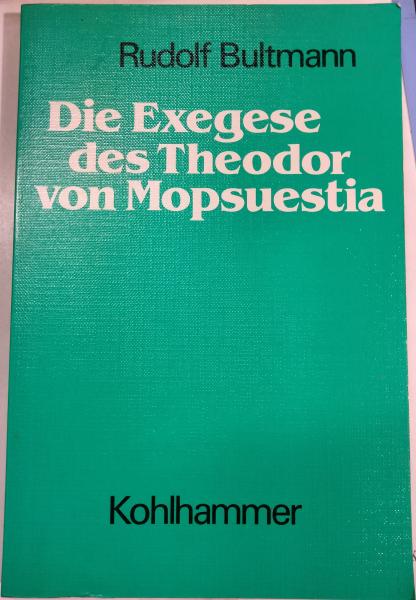 Rudolf Bultmann
Die Exegese
des Theodor
von Mopsuestia
Kohlhammer